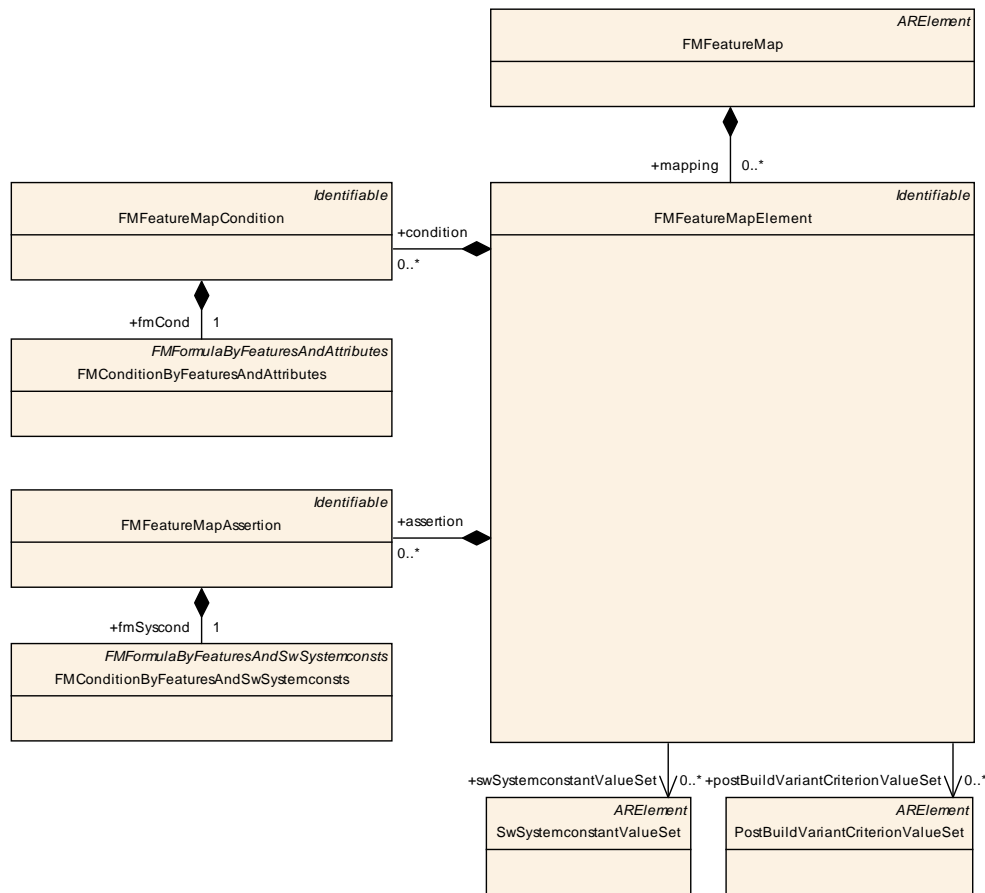 ARElement
FMFeatureMap
+mapping 0..*
Identifiable
FMFeatureMapCondition
Identifiable
FMFeatureMapElement
+condition
0..*
+fmCond 1
FMFormulaByFeaturesAndAttributes
FMConditionByFeaturesAndAttributes
Identifiable
FMFeatureMapAssertion
+assertion
0..*
+fmSyscond 1
FMFormulaByFeaturesAndSwSystemconsts
FMConditionByFeaturesAndSwSystemconsts
+swSystemconstantValueSet 0..* +postBuildVariantCriterionValueSet 0..*
ARElement
SwSystemconstantValueSet
ARElement
PostBuildVariantCriterionValueSet